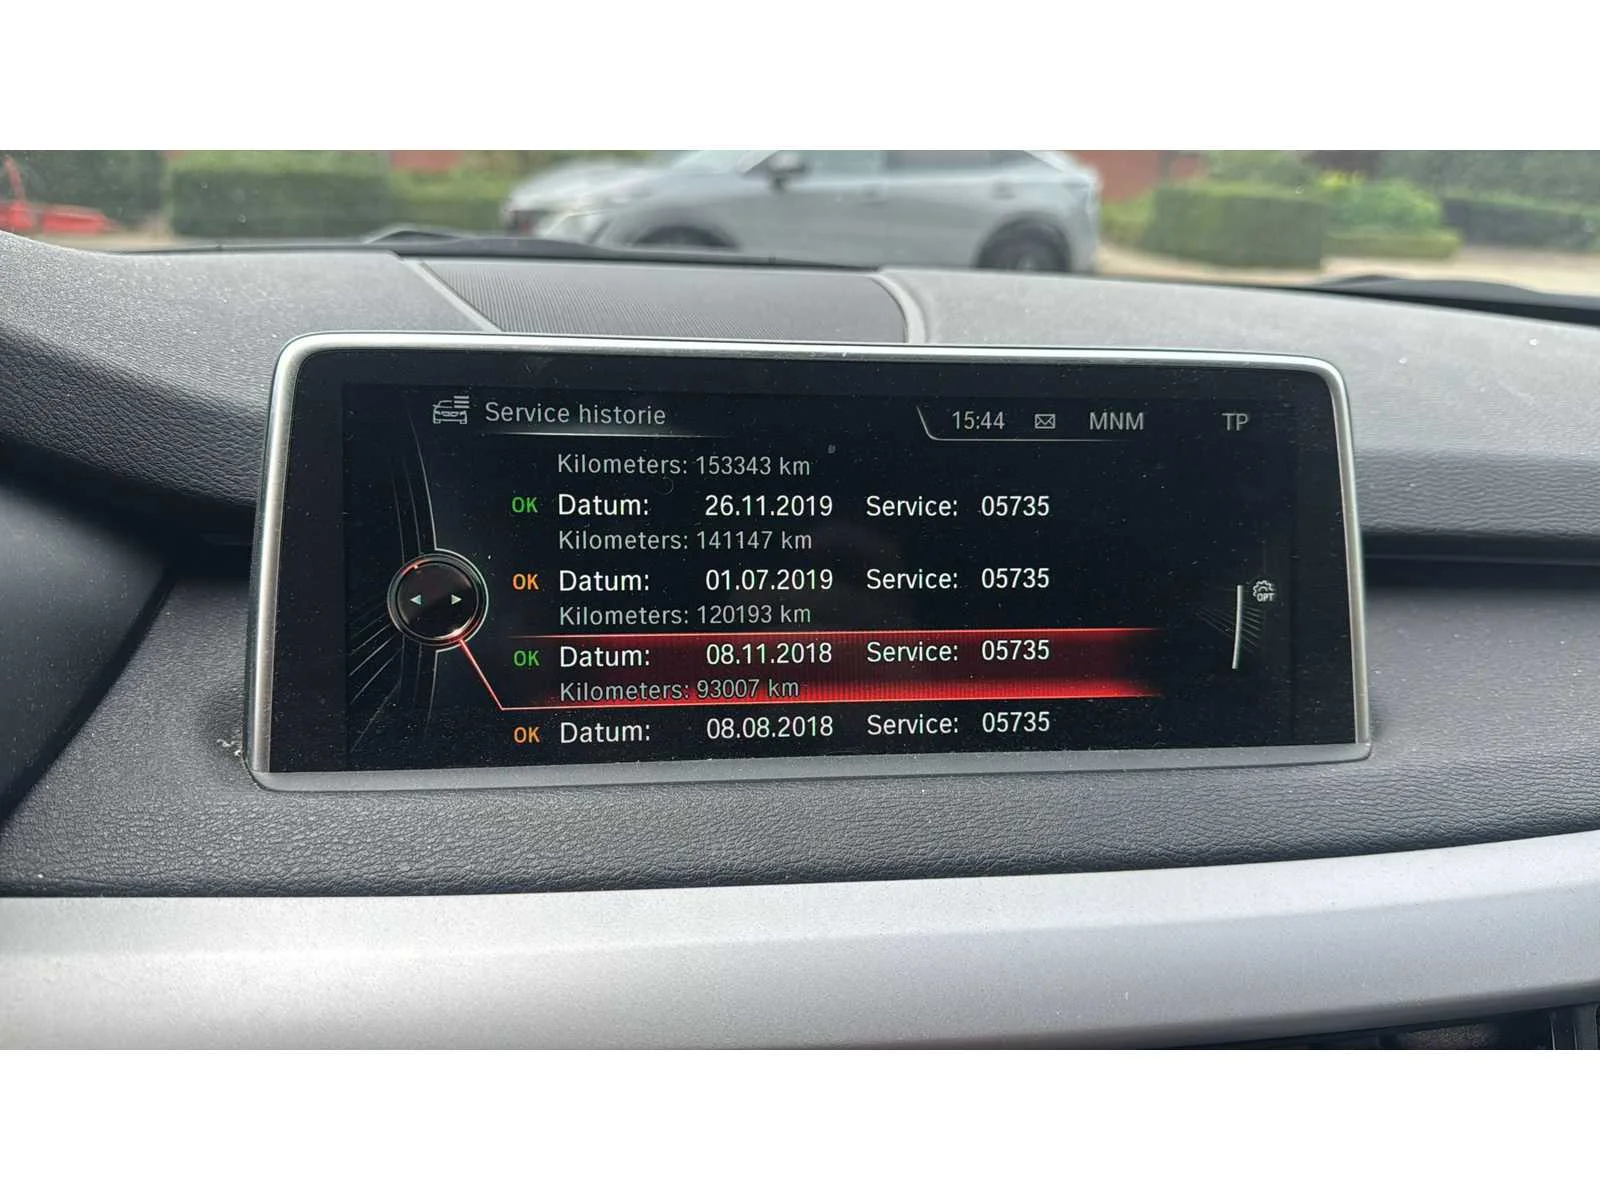 Service historie 15:44 MNM TP
Kilometers: 153343 km
OK Datum: 26.11.2019 Service: 05735
Kilometers: 141147 km
OK Datum: 01.07.2019 Service: 05735
Kilometers: 120193 km
OPT
OK Datum: 08.11.2018 Service: 05735
Kilometers: 93007 km
OK Datum: 08.08.2018 Service: 05735